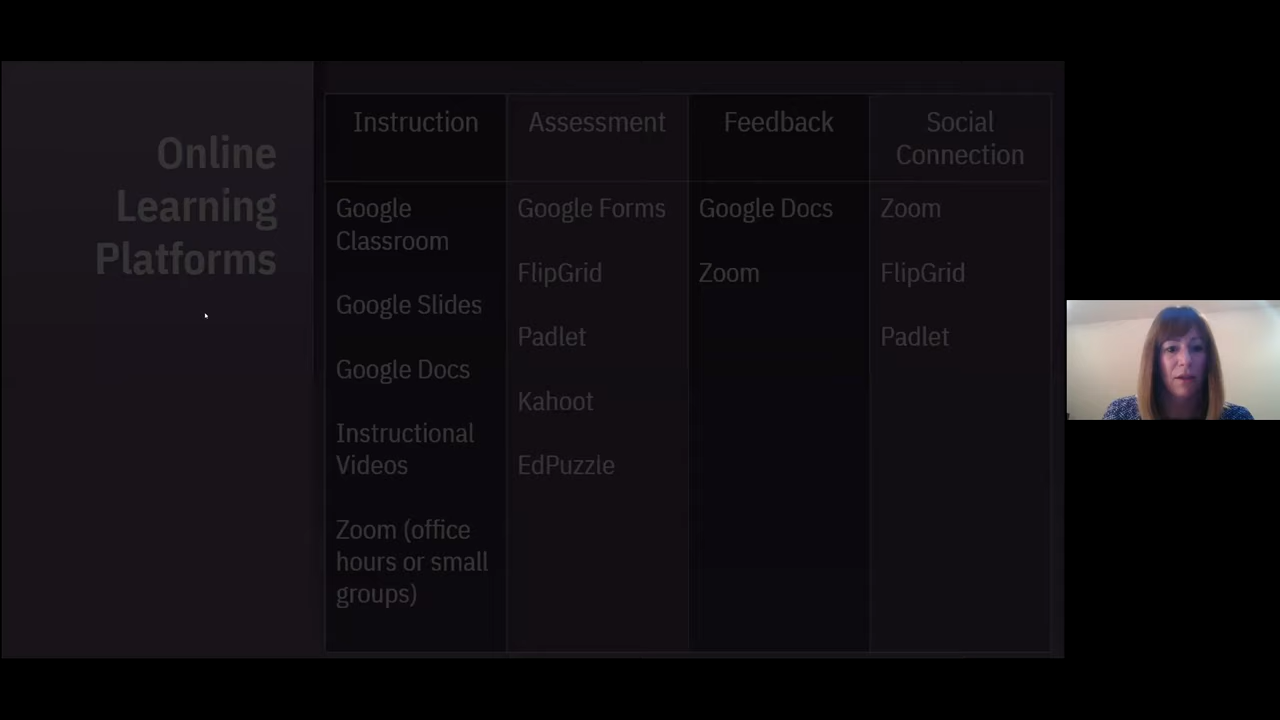 Online
Learning
Platforms
Instruction
Assessment
Feedback
Social
Connection
Google
Classroom
Google Slides
Google Docs
Instructional
Videos
Zoom (office
hours or small
groups)
Google Forms
FlipGrid
Padlet
Kahoot
EdPuzzle
Google Docs
Zoom
Zoom
FlipGrid
Padlet